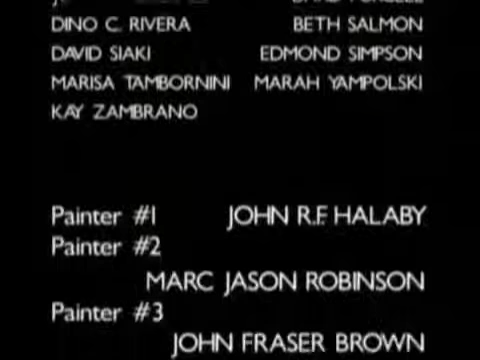 DINO C. RIVERA BETH SALMON
DAVID SIAKI EDMOND SIMPSON
MARISA TAMBORNINI MARAH YAMPOLSKI
KAY ZAMBRANO
Painter #1 JOHN R.F. HALABY
Painter #2
MARC JASON ROBINSON
Painter #3
JOHN FRASER BROWN